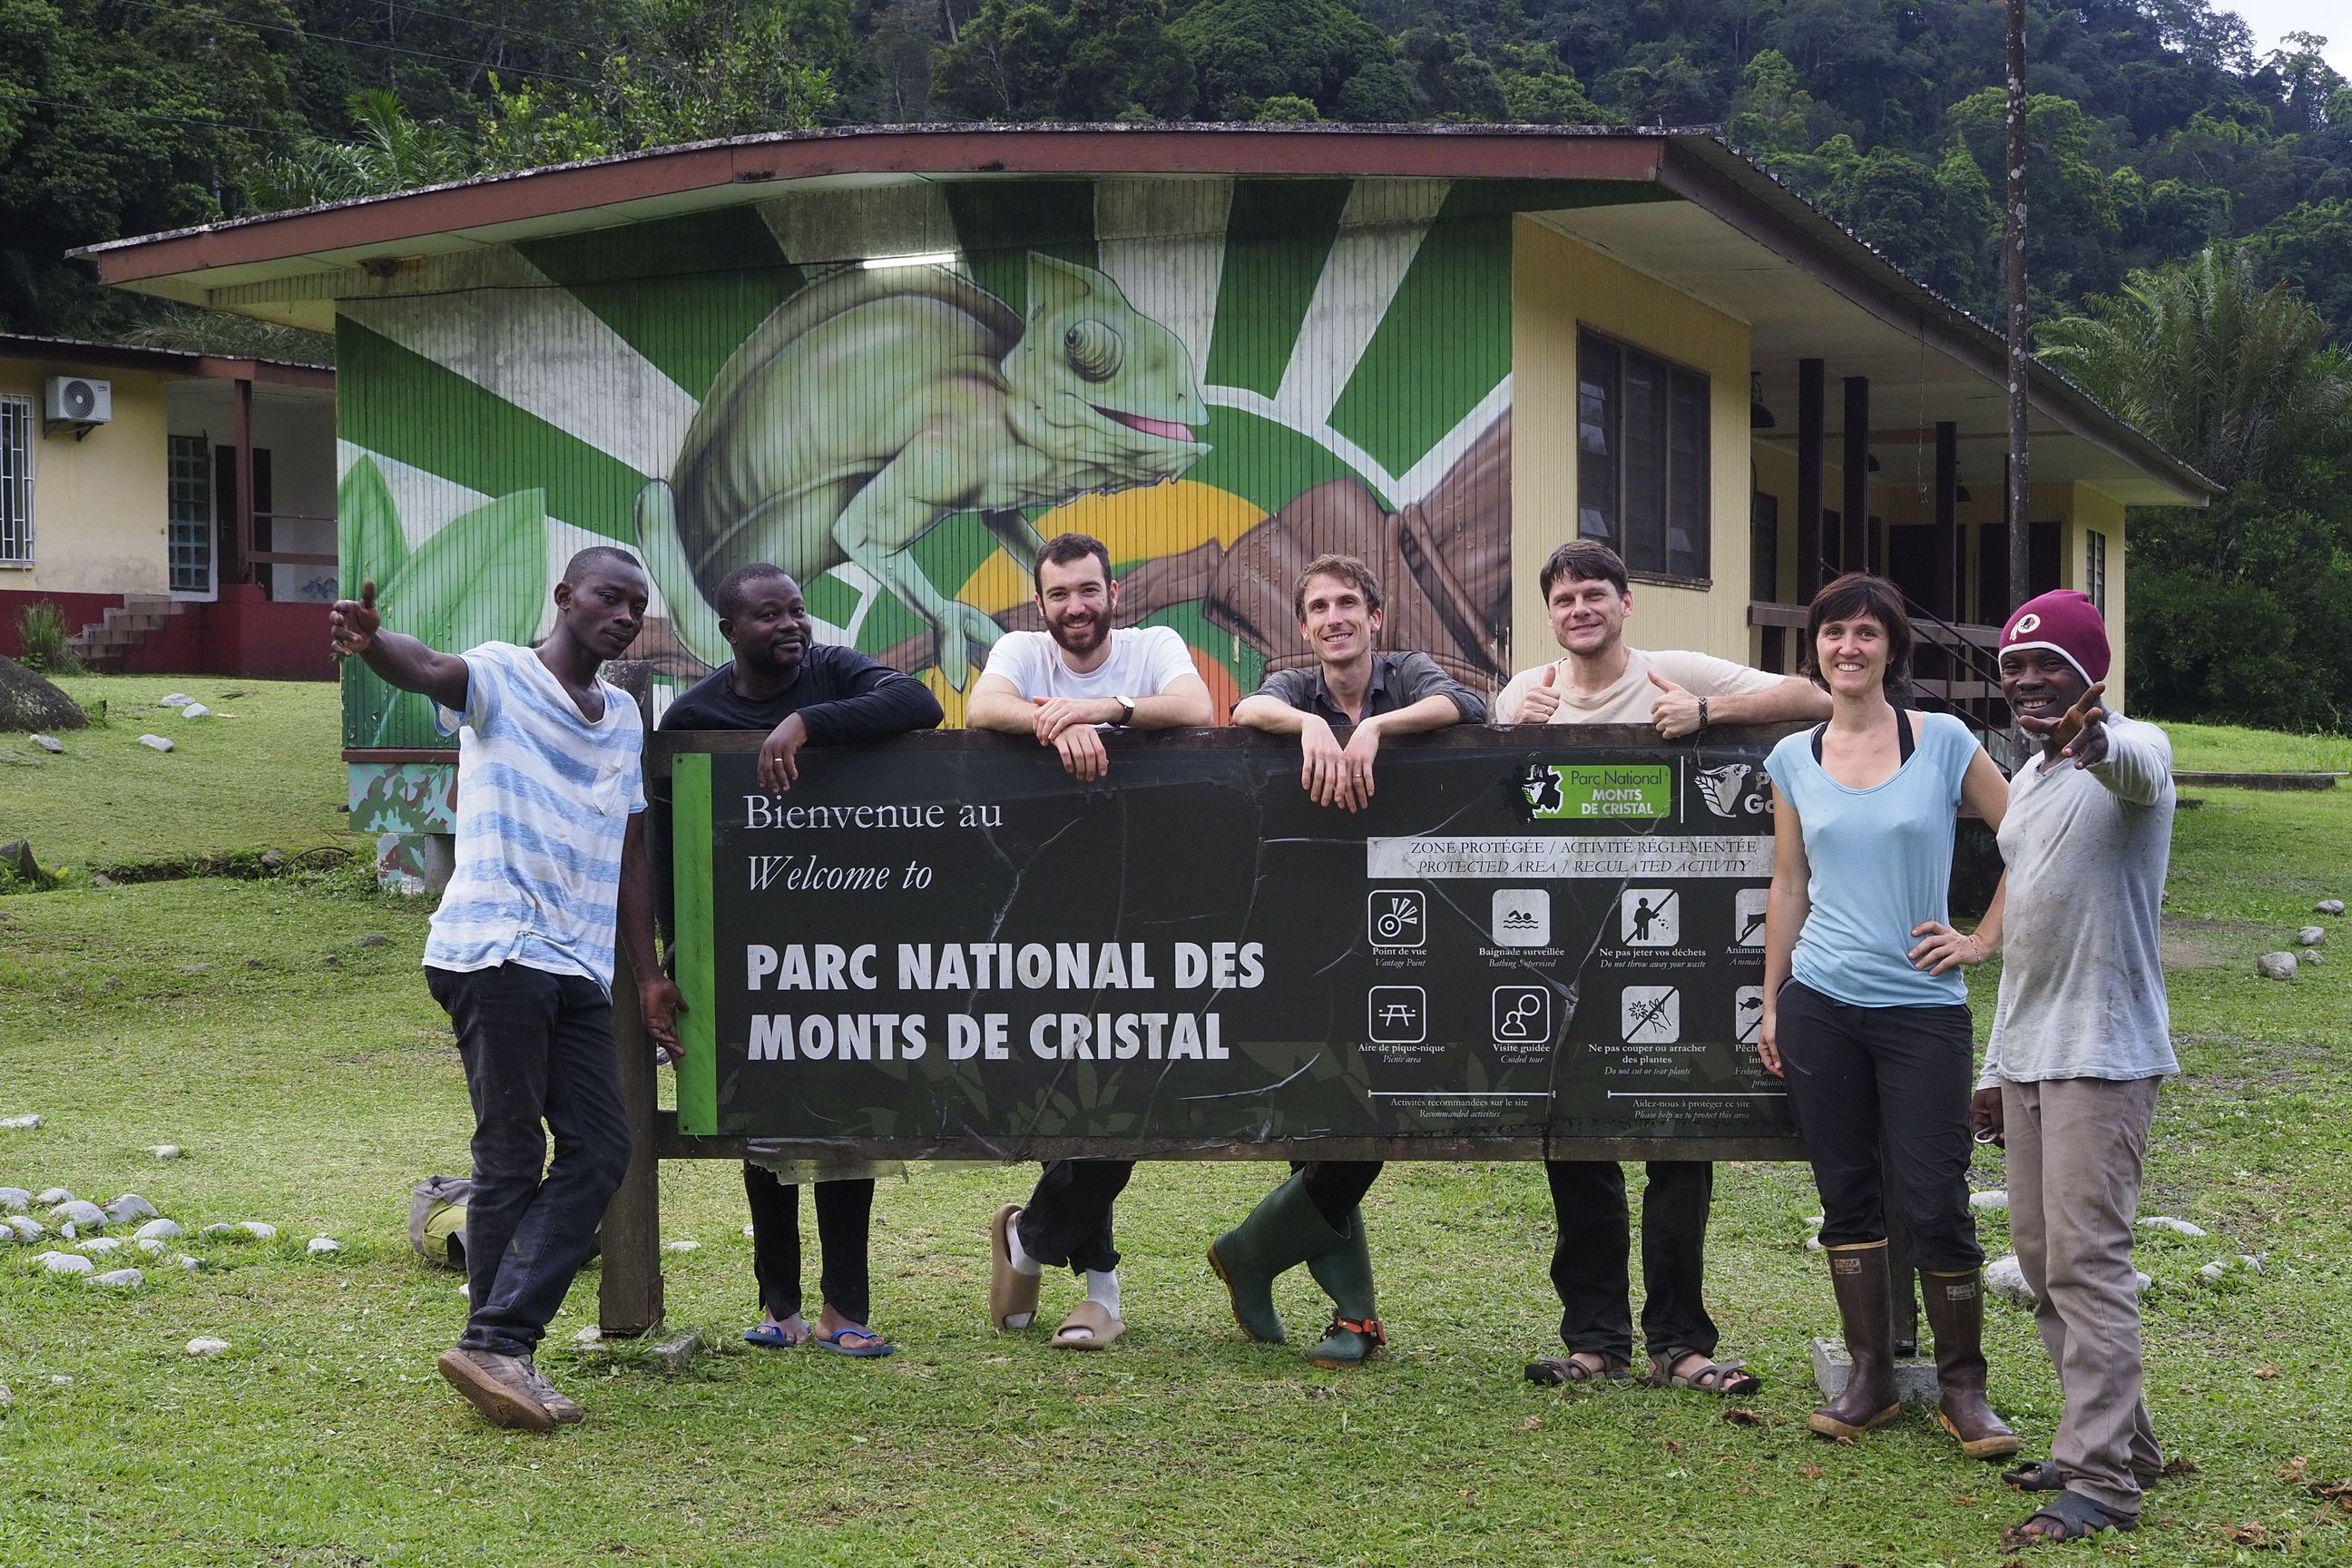 Bienvenue au
Welcome to
PARC NATIONAL DES
MONTS DE CRISTAL
Parc National
MONTS
DE CRISTAL
ZONE PROTÉGÉE / ACTIVITÉ RÉGLEMENTÉE
PROTECTED AREA / REGULATED ACTIVITY
Point de vue
Vantage Point
Baignade surveillée
Bathing Supervised
Ne pas jeter vos déchets
Do not throw away your waste
Animaux
Animals
Aire de pique-nique
Picnic area
Visite guidée
Guided tour
Ne pas couper ou arracher
des plantes
Do not cut or tear plants
Fishing
Activités recommandées sur le site
Recommended activities
Aidez-nous à protéger ce site
Please help us to protect this area